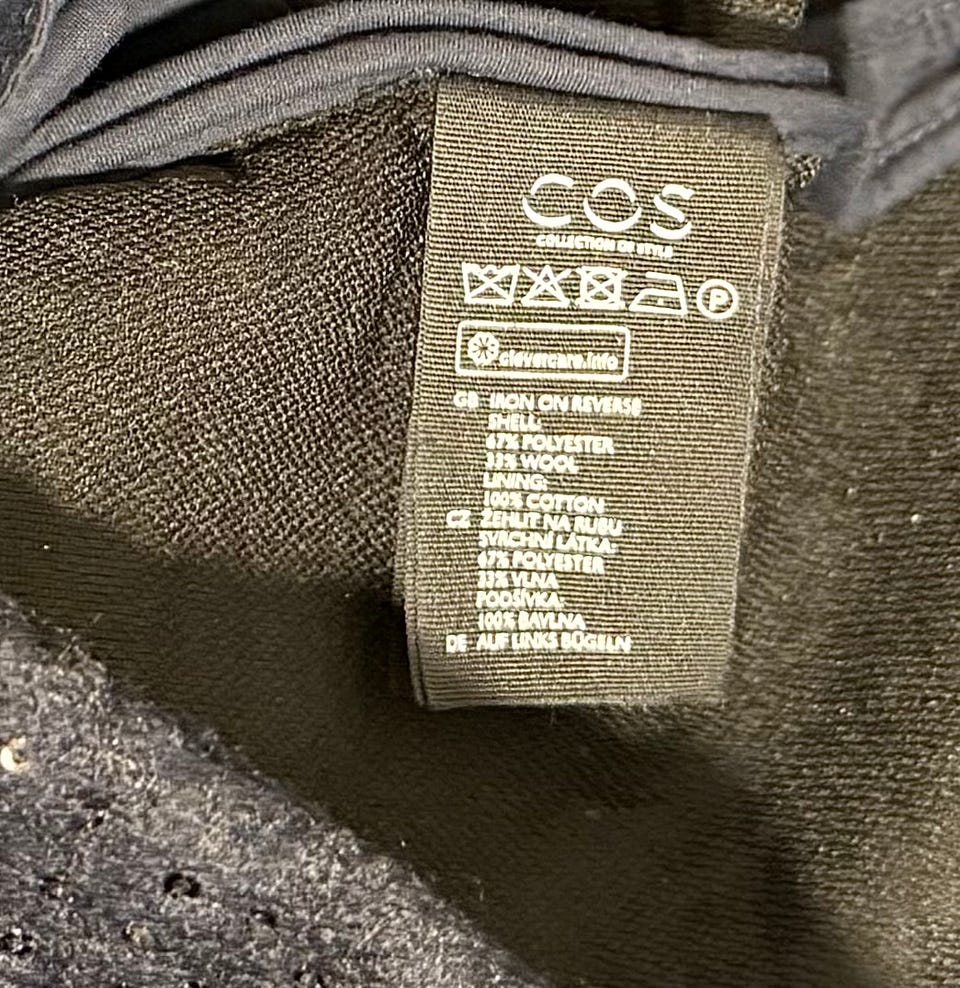 COS
COLLECTION OF STYLE
P
clevercare.info
GB IRON ON REVERSE
SHELL:
67% POLYESTER
33% WOOL
LINING:
100% COTTON
CZ ŽEHLIT NA RUBU
SVRCHNÍ LÁTKA:
67% POLYESTER
33% VLNA
PODŠÍVKA:
100% BAVLNA
DE AUF LINKS BÜGELN